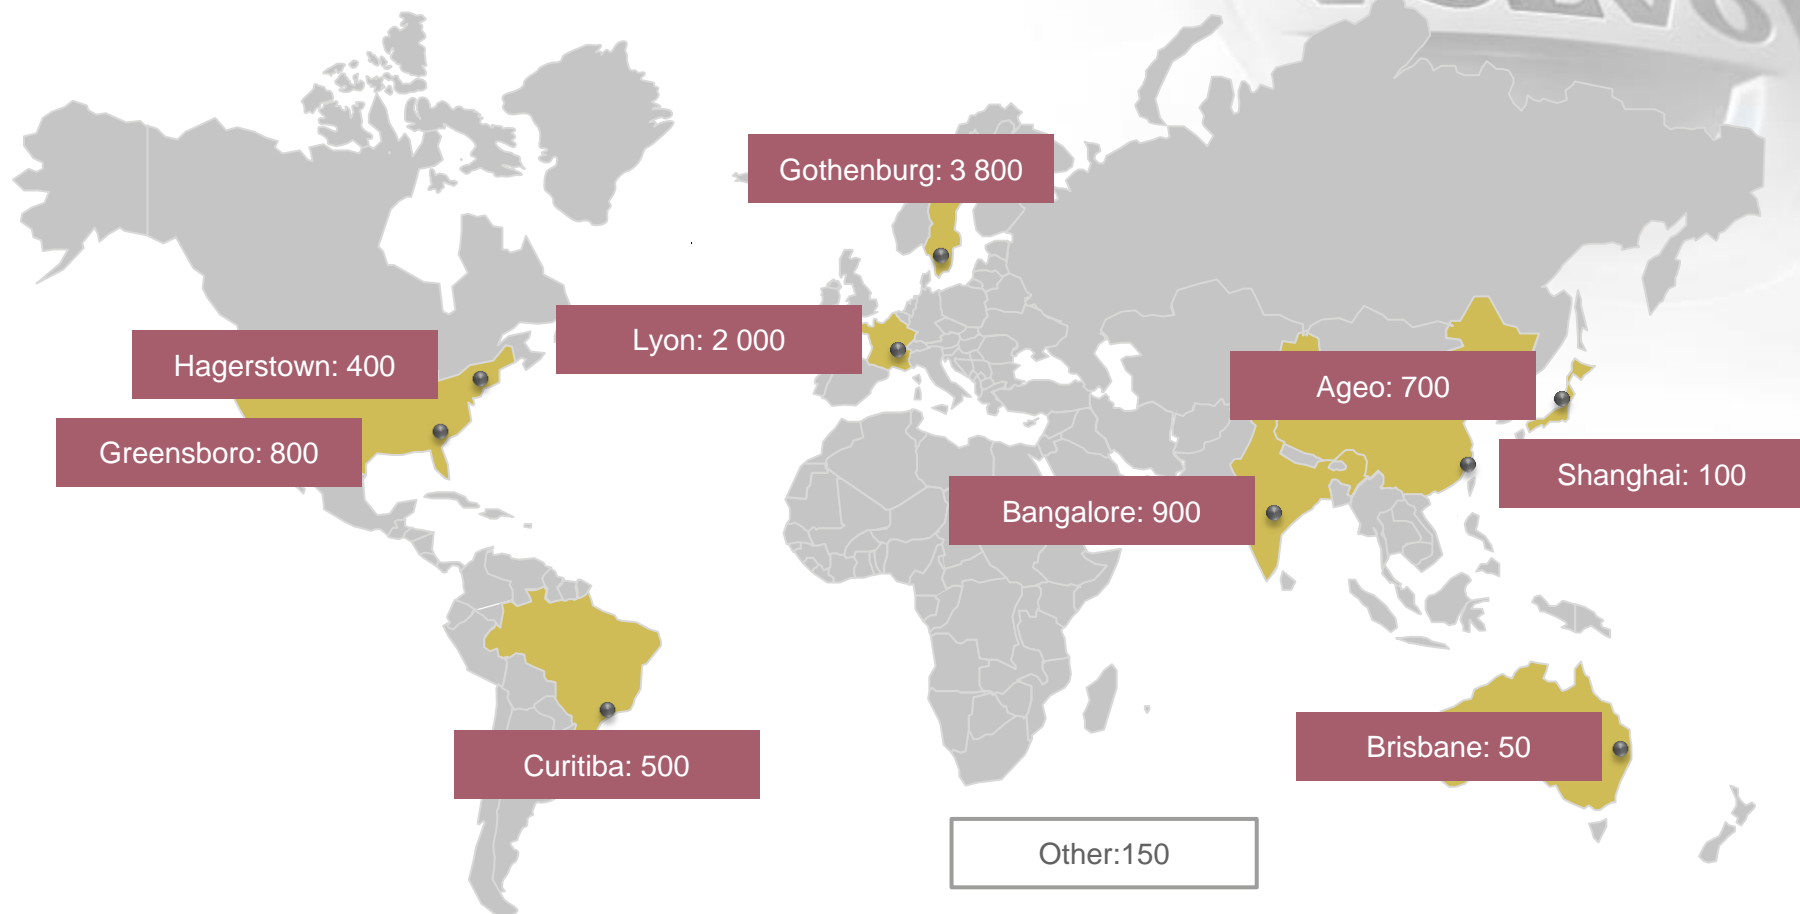 VOLVO
Gothenburg: 3 800
Lyon: 2 000
Hagerstown: 400
Ageo: 700
Greensboro: 800
Shanghai: 100
Bangalore: 900
Curitiba: 500
Brisbane: 50
Other:150